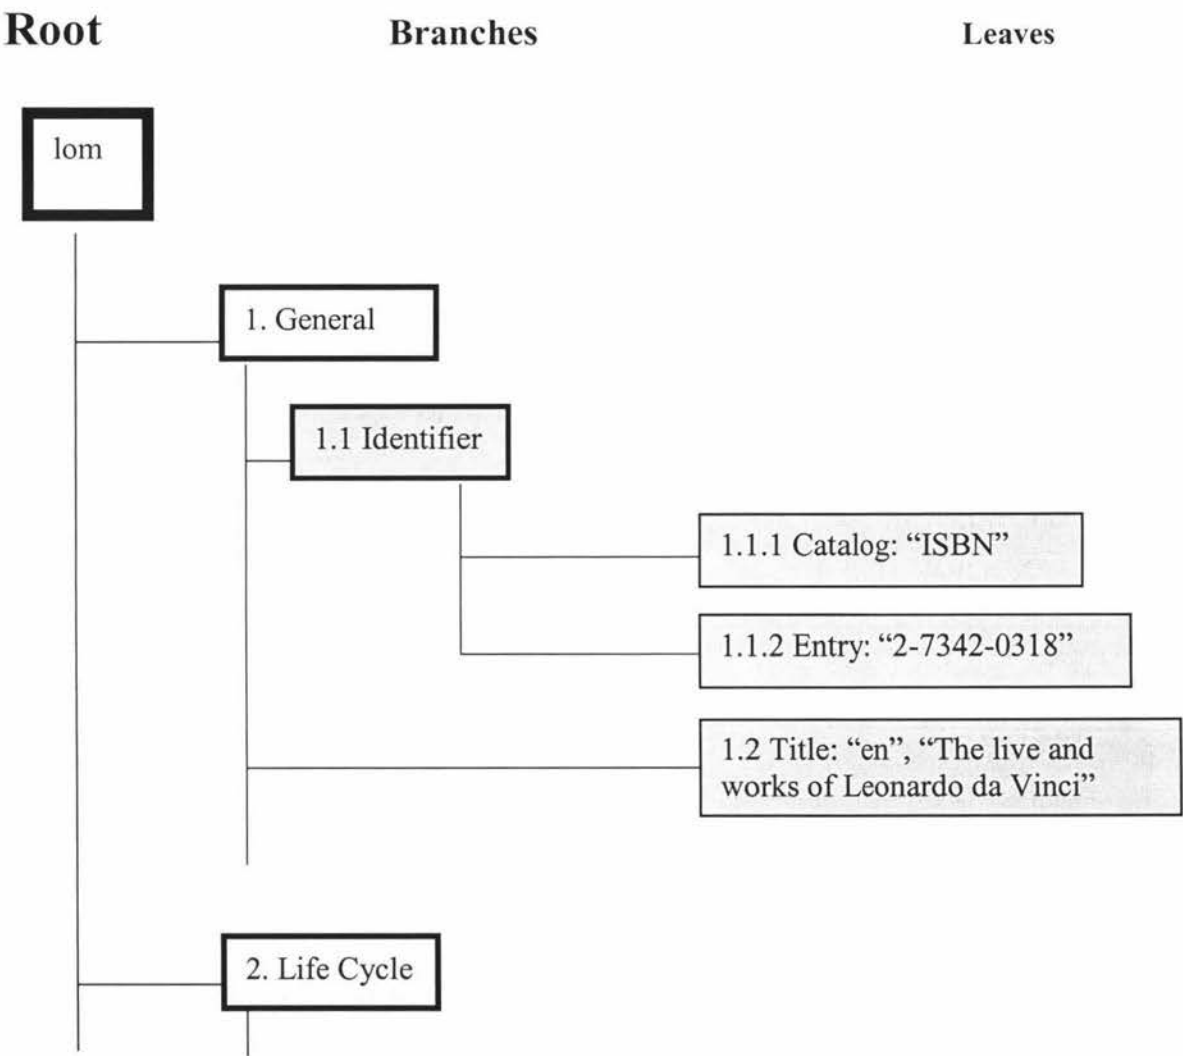 Root
Branches
Leaves
lom
1. General
1.1 Identifier
1.1.1 Catalog: “ISBN”
1.1.2 Entry: “2-7342-0318”
1.2 Title: “en”, “The live and
works of Leonardo da Vinci”
2. Life Cycle